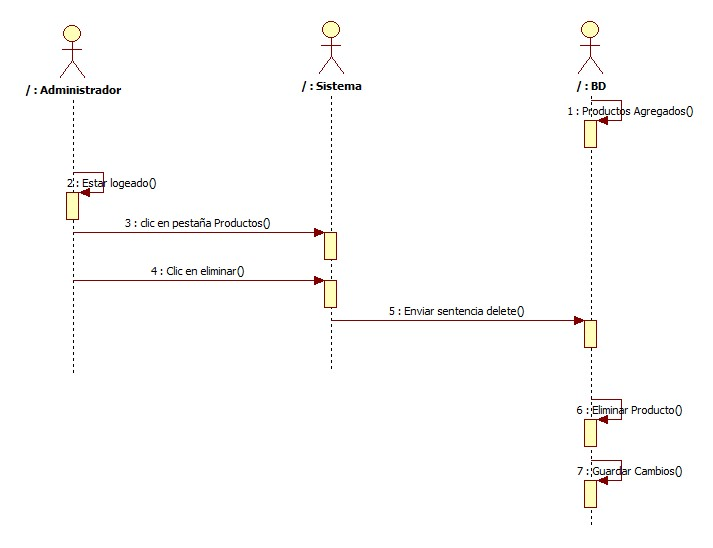 / : Administrador
/ : Sistema
/ : BD
1 : Productos Agregados()
2 : Estar logeado()
3 : clic en pestaña Productos()
4 : Clic en eliminar()
5 : Enviar sentencia delete()
6 : Eliminar Producto()
7 : Guardar Cambios()